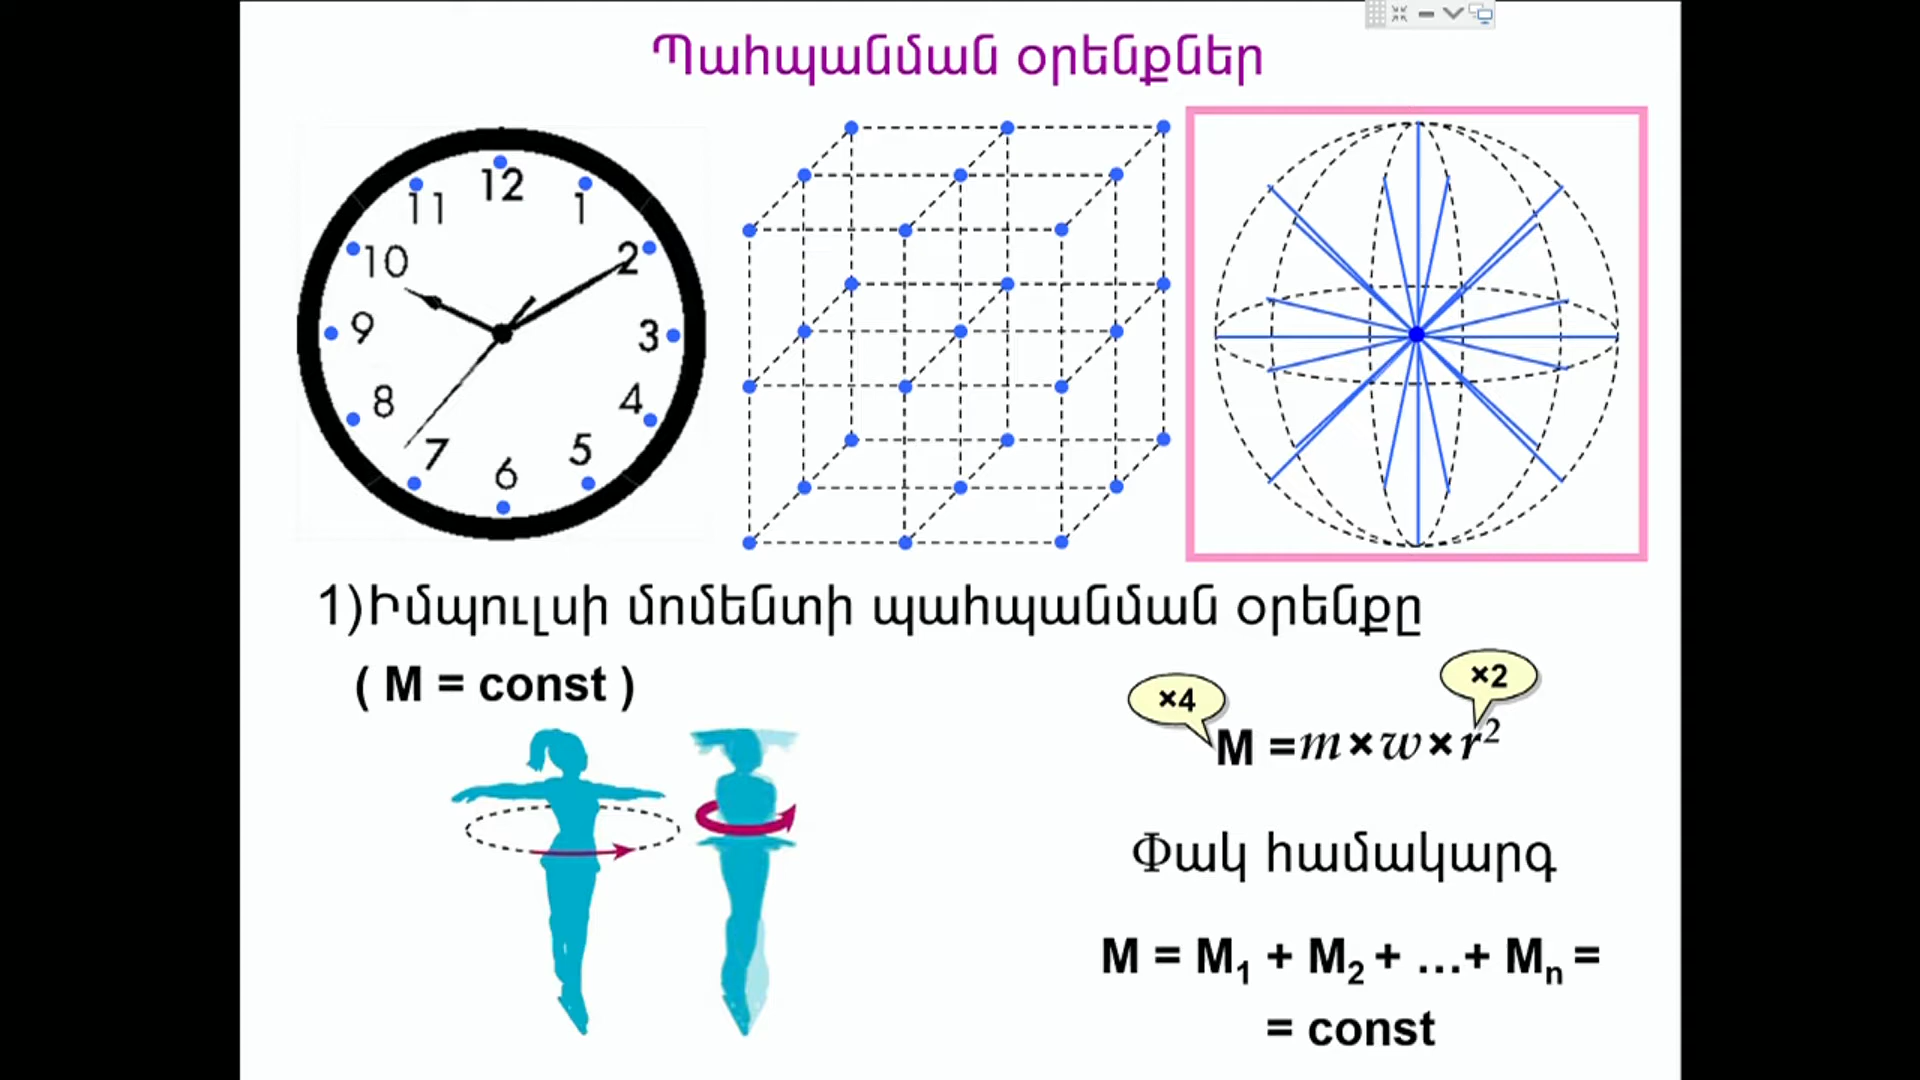 Պահպանման օրենքներ
12
11
1
10
2
9
3
8
4
7
5
6
1)Իմպուլսի մոմենտի պահպանման օրենքը
( M = const )
×4
×2
M =m×w×r²
Փակ համակարգ
M = M₁ + M₂ + …+ Mₙ =
= const